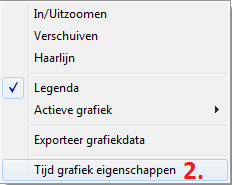 In/Uitzoomen
Verschuiven
Haarlijn
Legenda
Actieve grafiek
Exporteer grafiekdata
Tijd grafiek eigenschappen 2.